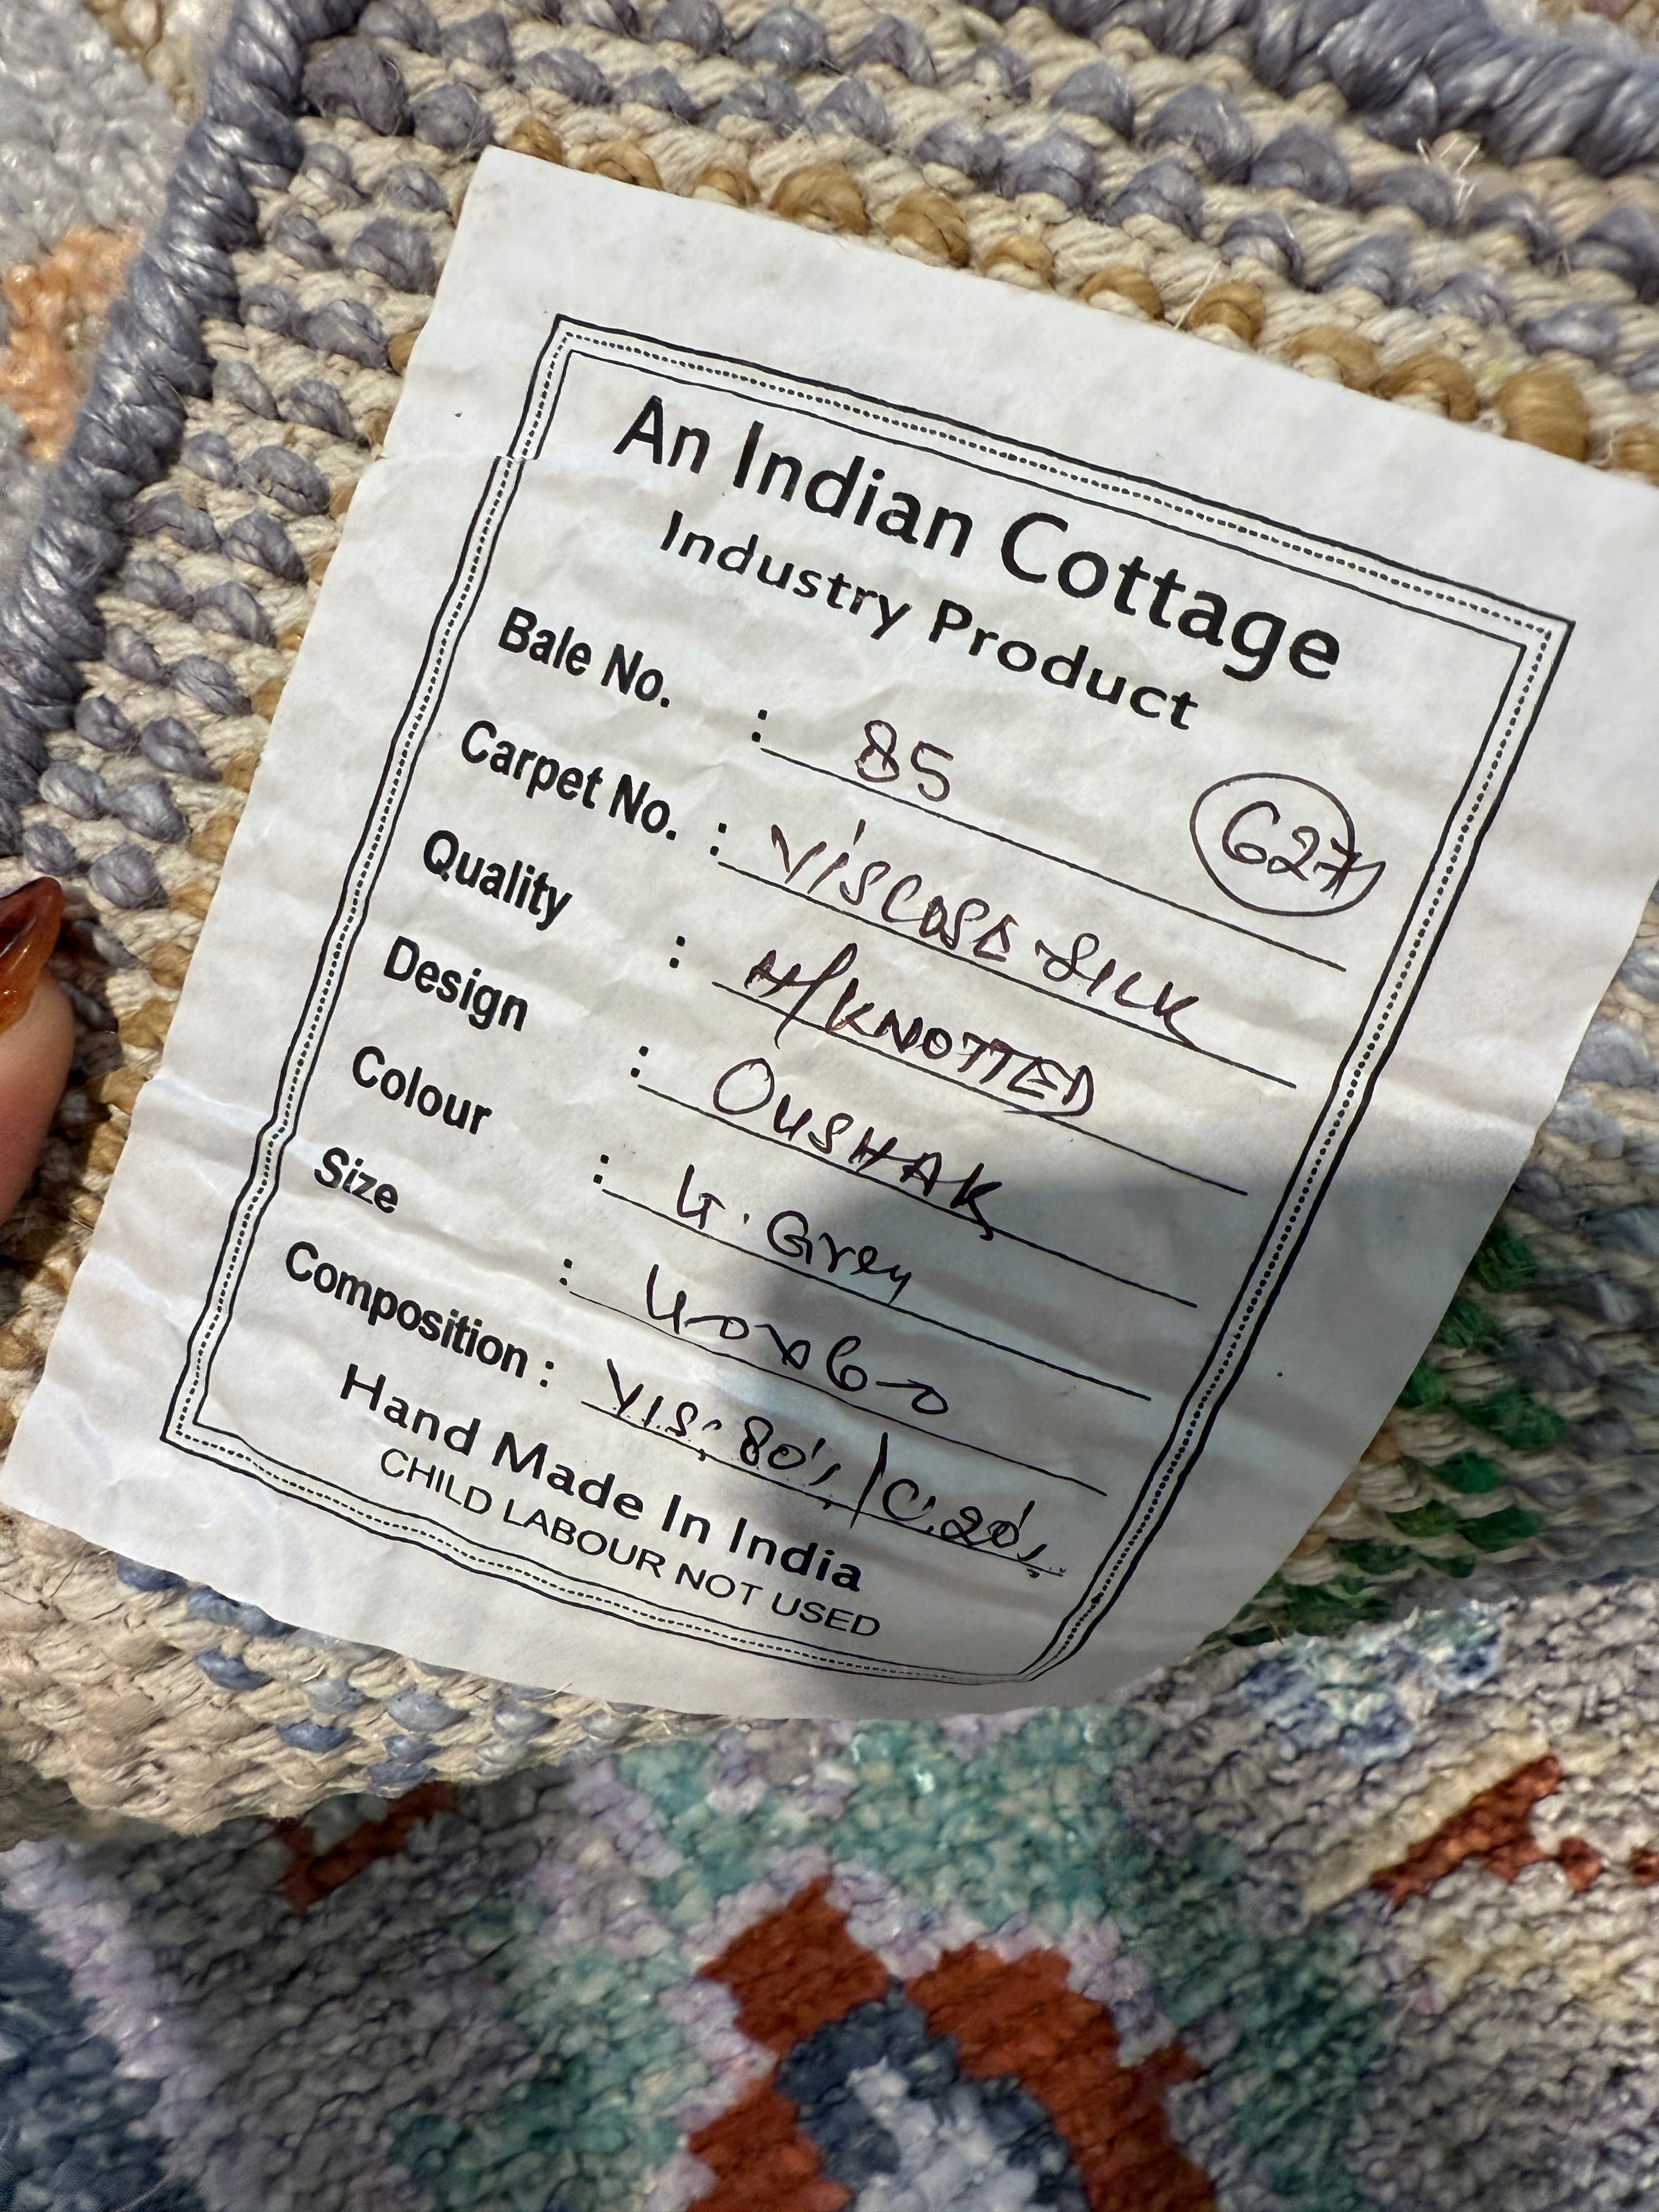 An Indian Cottage
Industry Product
Bale No. : 85
627
Carpet No. : VISCOSE SILK
Quality : H/KNOTTED
Design : OUSHAK
Colour : LT. Grey
Size : 4-0x6-0
Composition : VIS: 80%/C.20%
Hand Made In India
CHILD LABOUR NOT USED